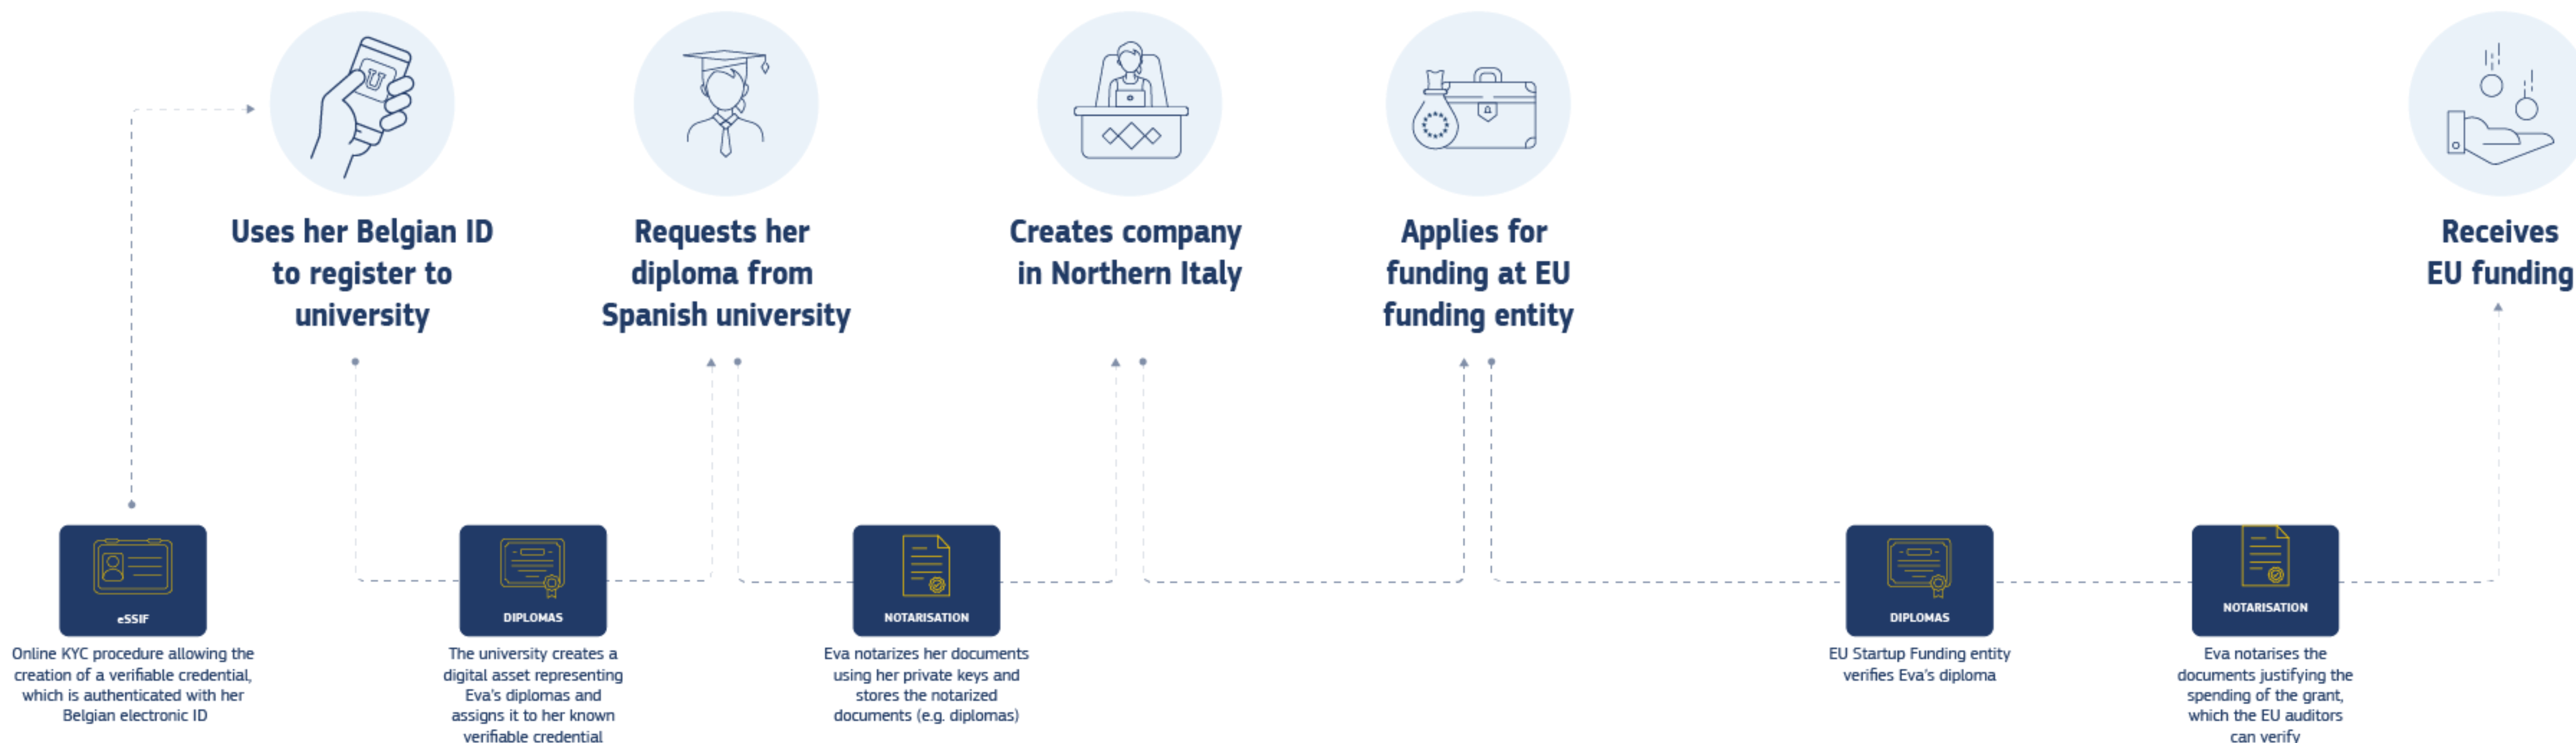 U
Uses her Belgian ID
to register to
university
Requests her
diploma from
Spanish university
Creates company
in Northern Italy
Applies for
funding at EU
funding entity
Receives
EU funding
eSSIF
Online KYC procedure allowing the
creation of a verifiable credential,
which is authenticated with her
Belgian electronic ID
DIPLOMAS
The university creates a
digital asset representing
Eva's diplomas and
assigns it to her known
verifiable credential
NOTARISATION
Eva notarizes her documents
using her private keys and
stores the notarized
documents (e.g. diplomas)
DIPLOMAS
EU Startup Funding entity
verifies Eva's diploma
NOTARISATION
Eva notarises the
documents justifying the
spending of the grant,
which the EU auditors
can verify